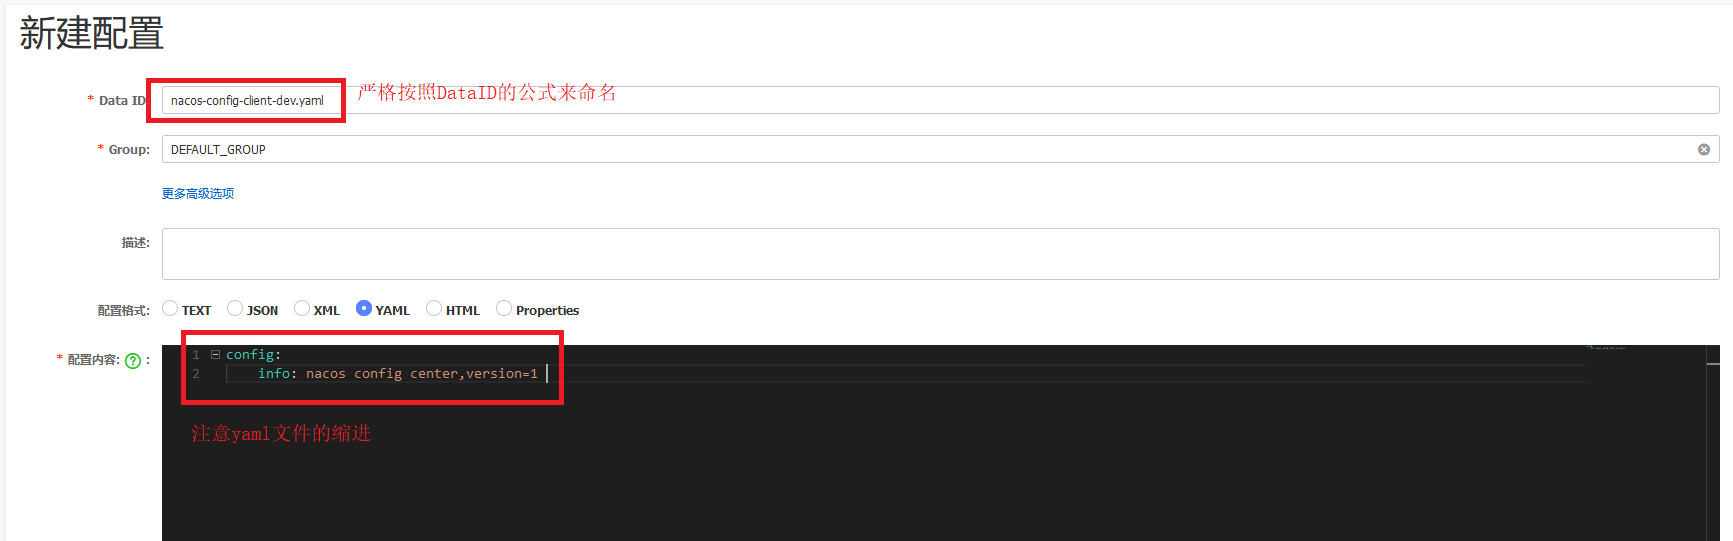 新建配置
* Data ID: nacos-config-client-dev.yaml 严格按照DataID的公式来命名
* Group: DEFAULT_GROUP
更多高级选项
描述:
配置格式: TEXT JSON XML YAML HTML Properties
* 配置内容: ? :
1 config:
2 info: nacos config center,version=1
注意yaml文件的缩进